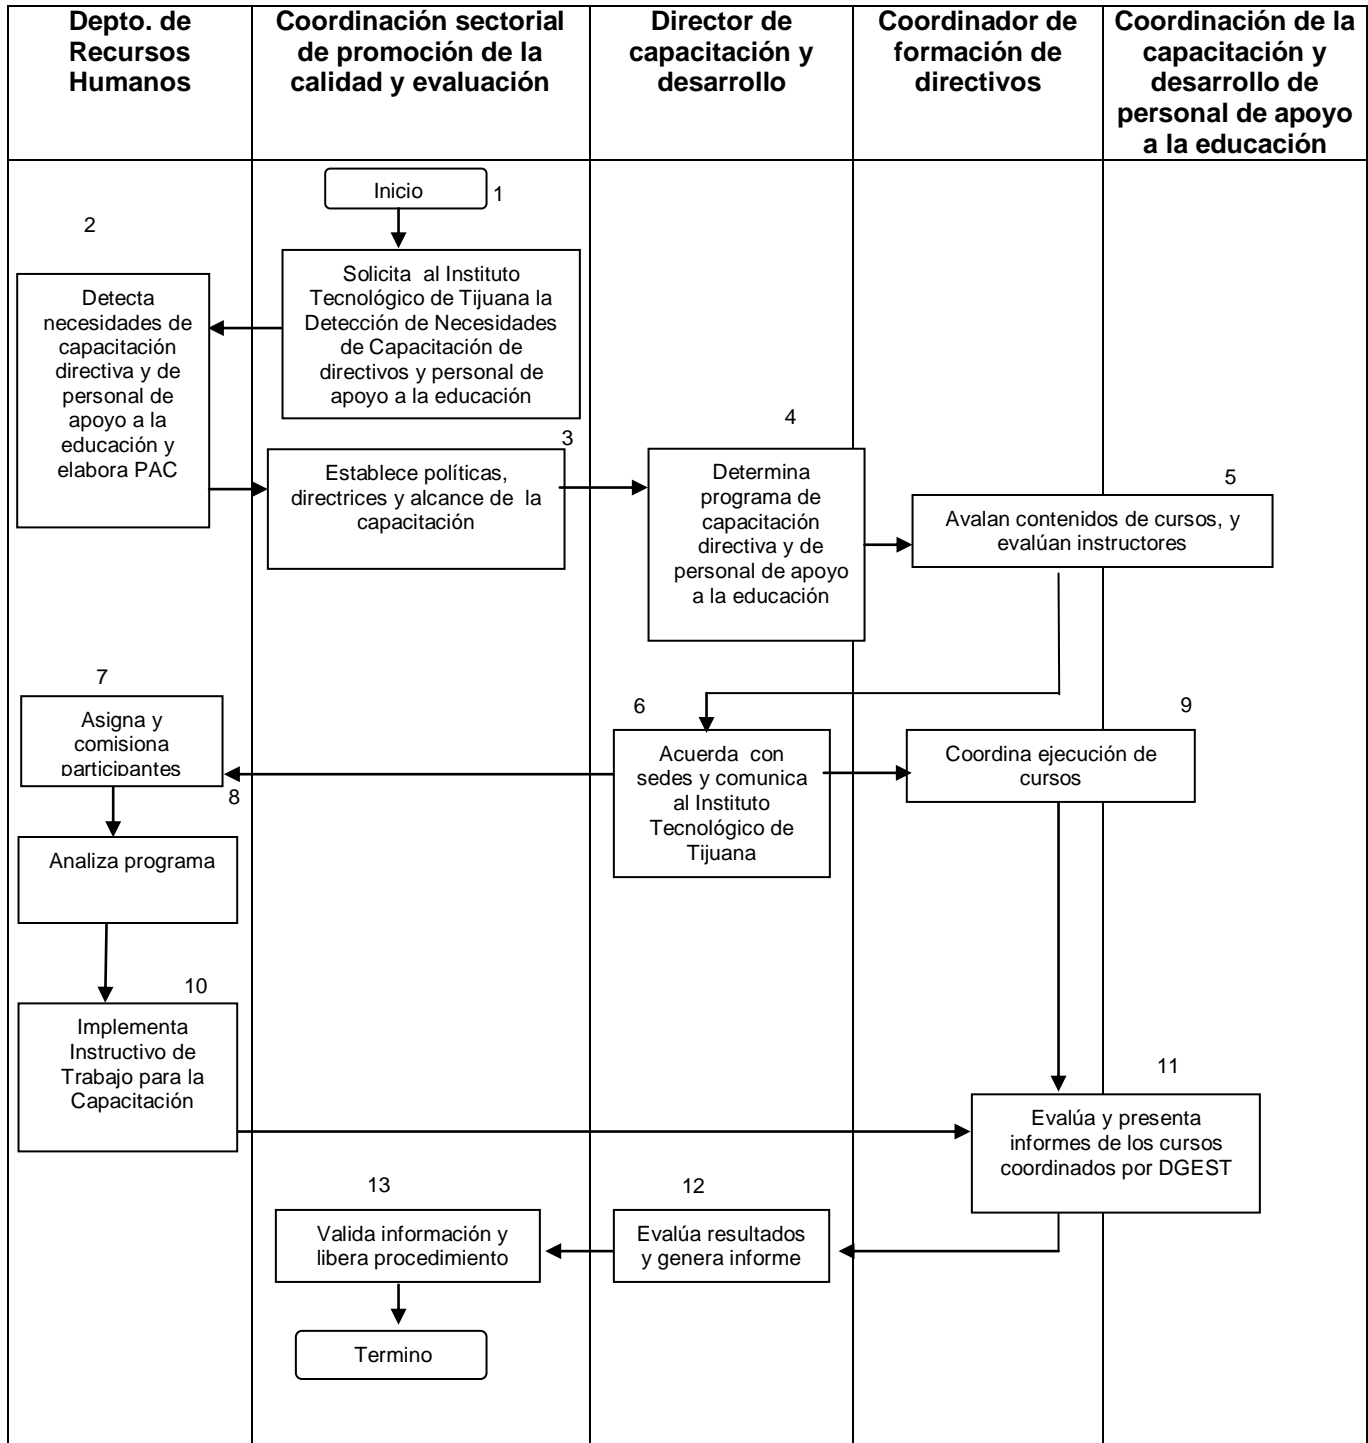 Depto. de
Recursos
Humanos
Coordinación sectorial
de promoción de la
calidad y evaluación
Director de
capacitación y
desarrollo
Coordinador de
formación de
directivos
Coordinación de la
capacitación y
desarrollo de
personal de apoyo
a la educación
Inicio
1
Solicita al Instituto
Tecnológico de Tijuana la
Detección de Necesidades
de Capacitación de
directivos y personal de
apoyo a la educación
2
Detecta
necesidades de
capacitación
directiva y de
personal de
apoyo a la
educación y
elabora PAC
3
Establece políticas,
directrices y alcance de la
capacitación
4
Determina
programa de
capacitación
directiva y de
personal de apoyo
a la educación
5
Avalan contenidos de cursos, y
evalúan instructores
6
Acuerda con
sedes y comunica
al Instituto
Tecnológico de
Tijuana
7
Asigna y
comisiona
participantes
8
Analiza programa
9
Coordina ejecución de
cursos
10
Implementa
Instructivo de
Trabajo para la
Capacitación
11
Evalúa y presenta
informes de los cursos
coordinados por DGEST
12
Evalúa resultados
y genera informe
13
Valida información y
libera procedimiento
Termino